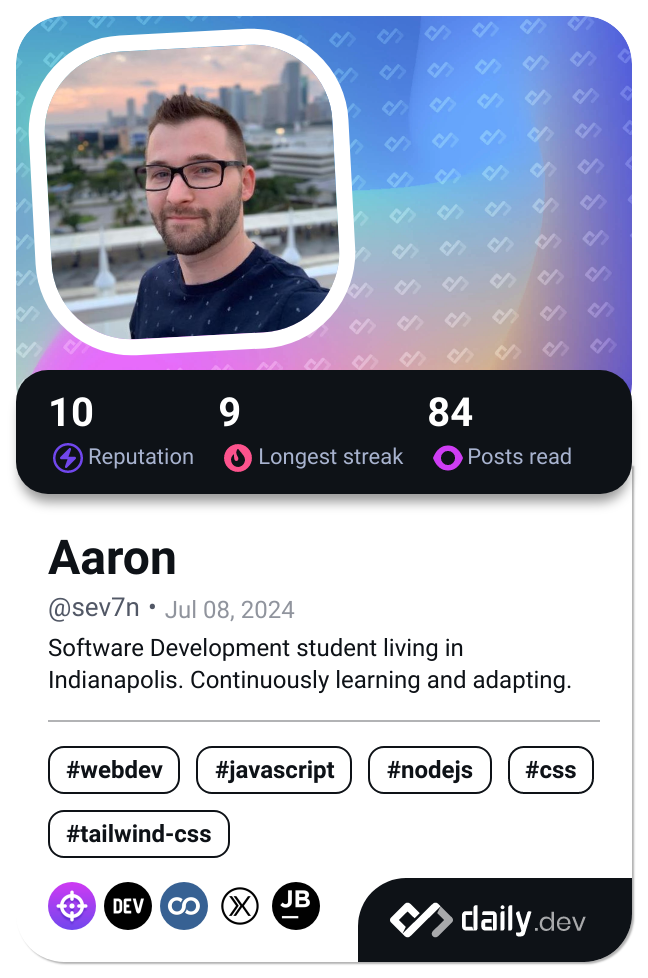 10 9 84
Reputation Longest streak Posts read
Aaron
@sev7n • Jul 08, 2024
Software Development student living in
Indianapolis. Continuously learning and adapting.
#webdev #javascript #nodejs #css
#tailwind-css
DEV X JB
daily.dev